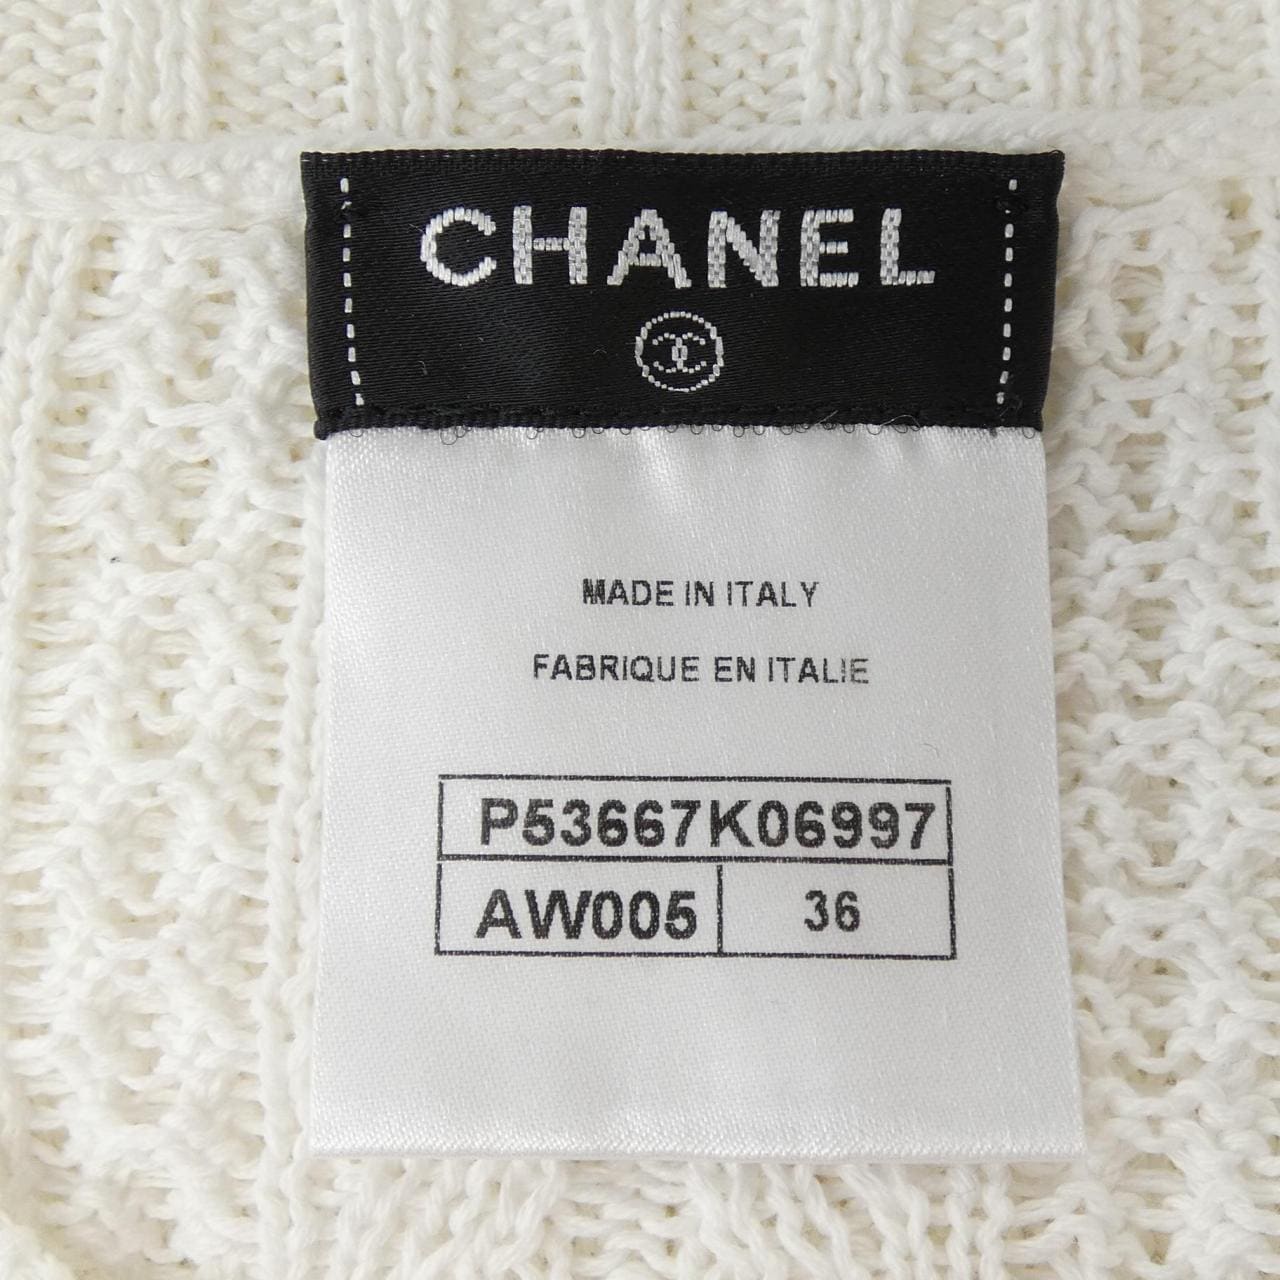 CHANEL
MADE IN ITALY
FABRIQUE EN ITALIE
P53667K06997
AW005 36